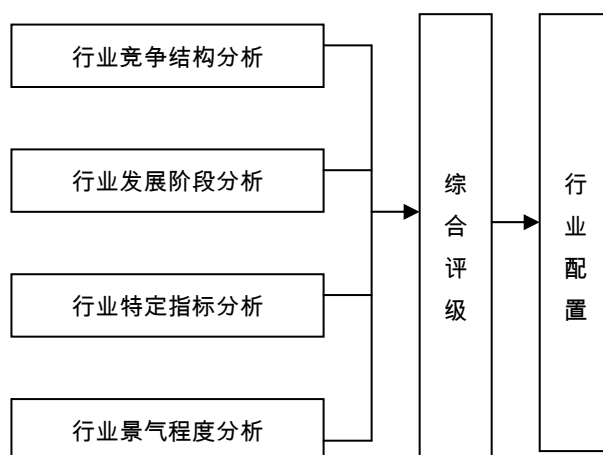 行业竞争结构分析
行业发展阶段分析
行业特定指标分析
行业景气程度分析
综合评级
行业配置